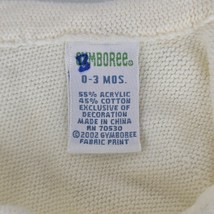 GYMBOREE®
0-3 MOS.
55% ACRYLIC
45% COTTON
EXCLUSIVE OF
DECORATION
MADE IN CHINA
RN 70530
©2002 GYMBOREE
FABRIC PRINT